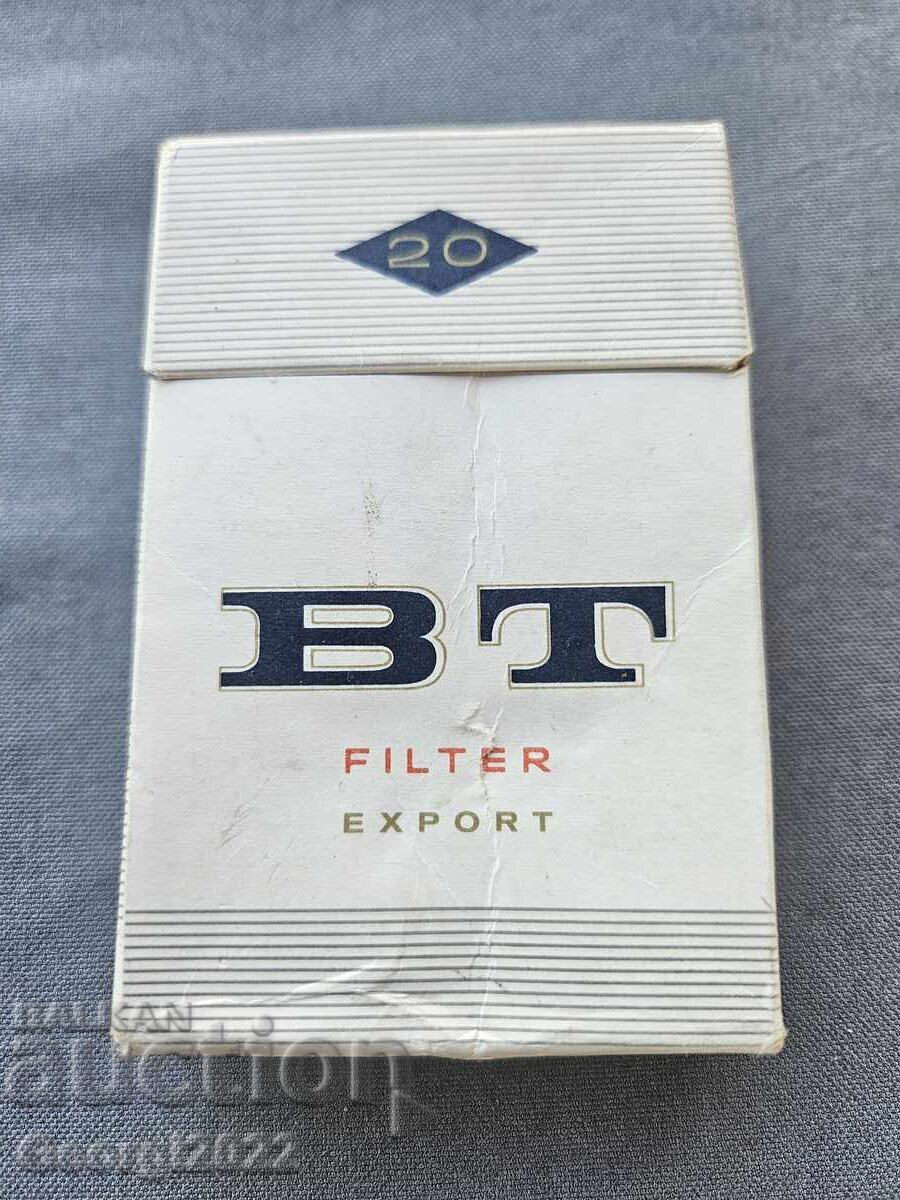 20
BT
FILTER
EXPORT
BALKAN
auction
Georgi2022